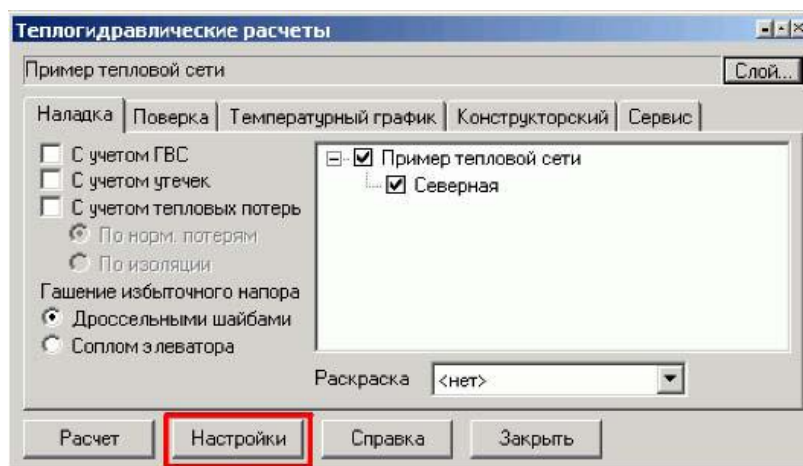 Теплогидравлические расчеты
Пример тепловой сети
Слой...
Наладка Поверка Температурный график Конструкторский Сервис
С учетом ГВС
С учетом утечек
С учетом тепловых потерь
По норм. потерям
По изоляции
Гашение избыточного напора
Дроссельными шайбами
Соплом элеватора
Пример тепловой сети
Северная
Раскраска <нет>
Расчет Настройки Справка Закрыть